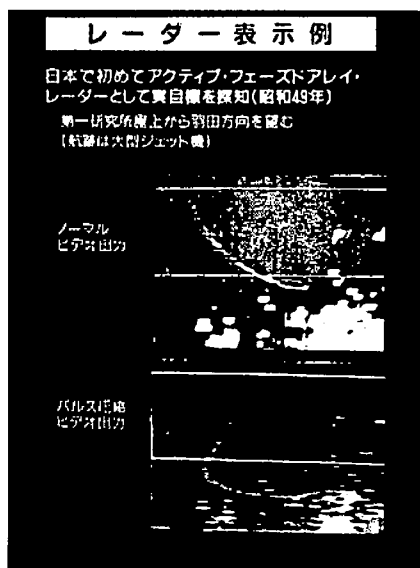 レーダー表示例
日本で初めてアクティブ・フェーズドアレイ・
レーダーとして実目標を探知(昭和49年)
第一研究所屋上から羽田方向を望む
(航跡は大型ジェット機)
ノーマル
ビデオ出力
パルス圧縮
ビデオ出力